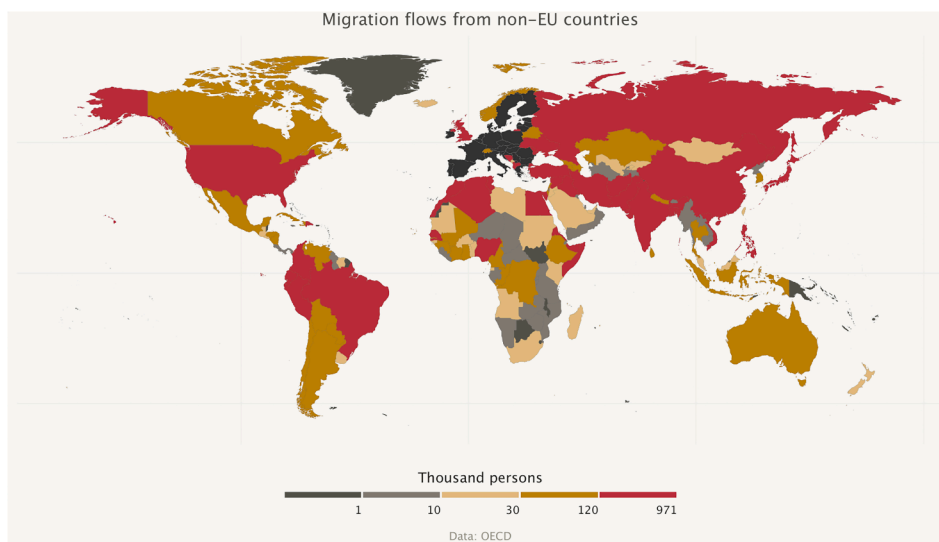 Migration flows from non-EU countries
Thousand persons
1 10 30 120 971
Data: OECD